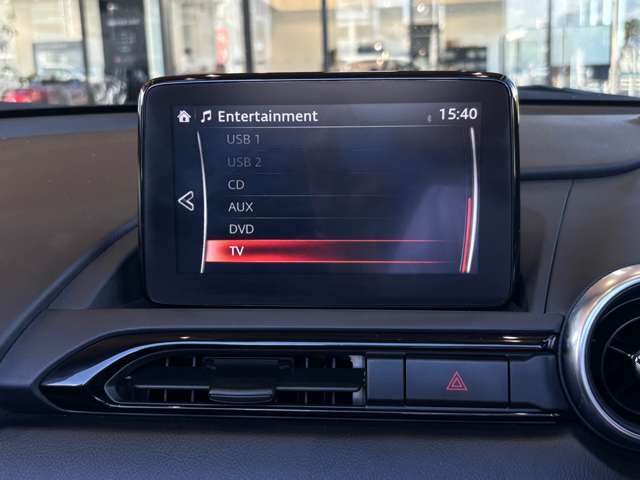 Entertainment 15:40
USB 1
USB 2
CD
AUX
DVD
TV